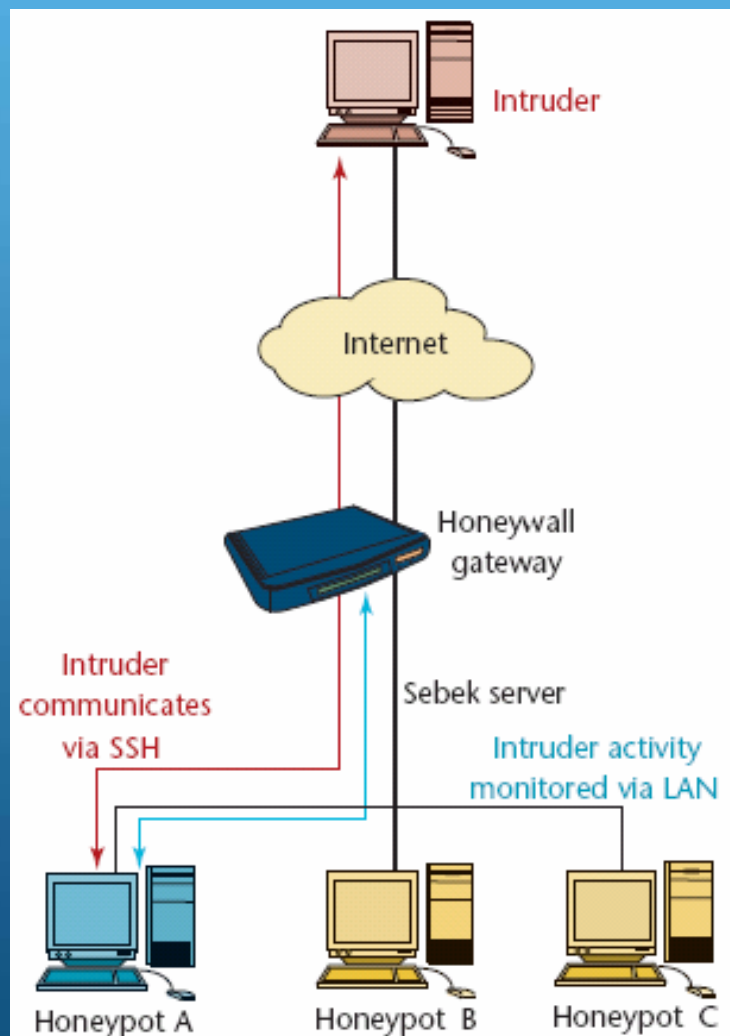 Intruder
Internet
Honeywall
gateway
Intruder
communicates
via SSH
Sebek server
Intruder activity
monitored via LAN
Honeypot A
Honeypot B
Honeypot C